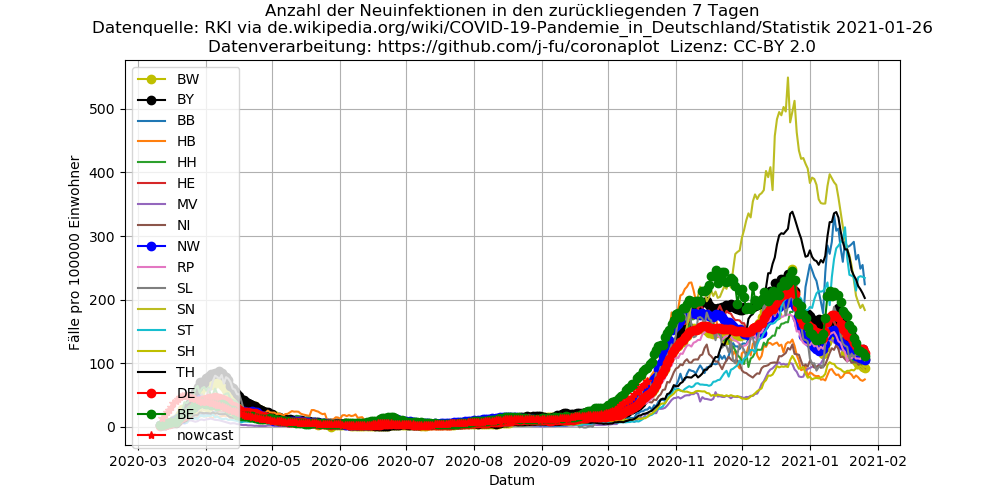 Anzahl der Neuinfektionen in den zurückliegenden 7 Tagen
Datenquelle: RKI via de.wikipedia.org/wiki/COVID-19-Pandemie_in_Deutschland/Statistik 2021-01-26
Datenverarbeitung: https://github.com/j-fu/coronaplot  Lizenz: CC-BY 2.0
Fälle pro 100000 Einwohner
500
400
300
200
100
0
BW
BY
BB
HB
HH
HE
MV
NI
NW
RP
SL
SN
ST
SH
TH
DE
BE
nowcast
2020-03 2020-04 2020-05 2020-06 2020-07 2020-08 2020-09 2020-10 2020-11 2020-12 2021-01 2021-02
Datum